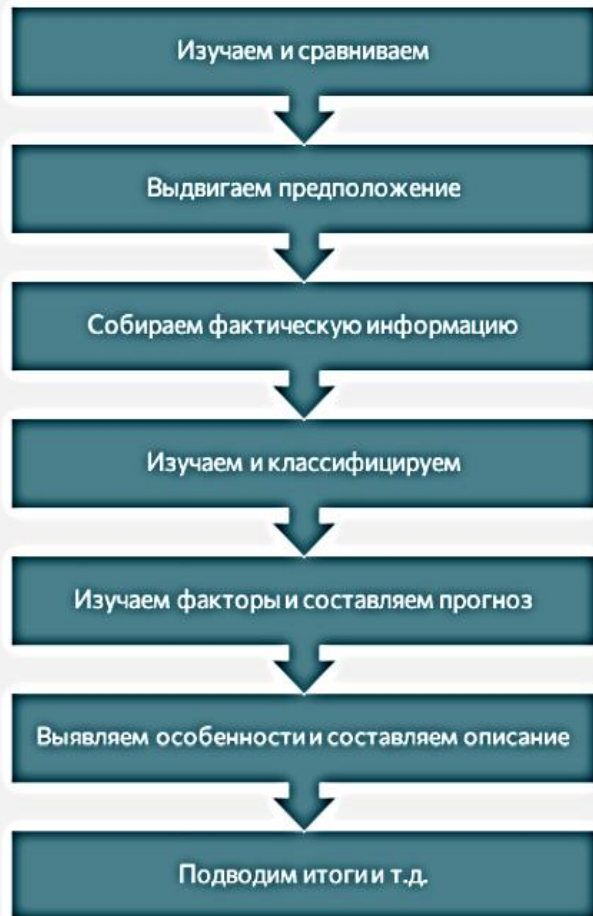 Изучаем и сравниваем
Выдвигаем предположение
Собираем фактическую информацию
Изучаем и классифицируем
Изучаем факторы и составляем прогноз
Выявляем особенности и составляем описание
Подводим итоги и т.д.